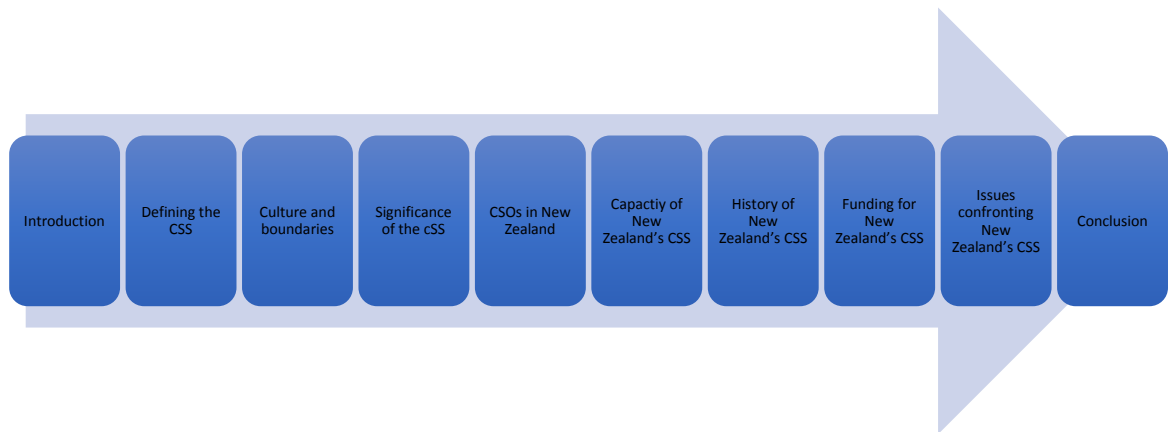 Introduction
Defining the
CSS
Culture and
boundaries
Significance
of the cSS
CSOs in New
Zealand
Capactiy of
New
Zealand's CSS
History of
New
Zealand's CSS
Funding for
New
Zealand's CSS
Issues
confronting
New
Zealand's CSS
Conclusion